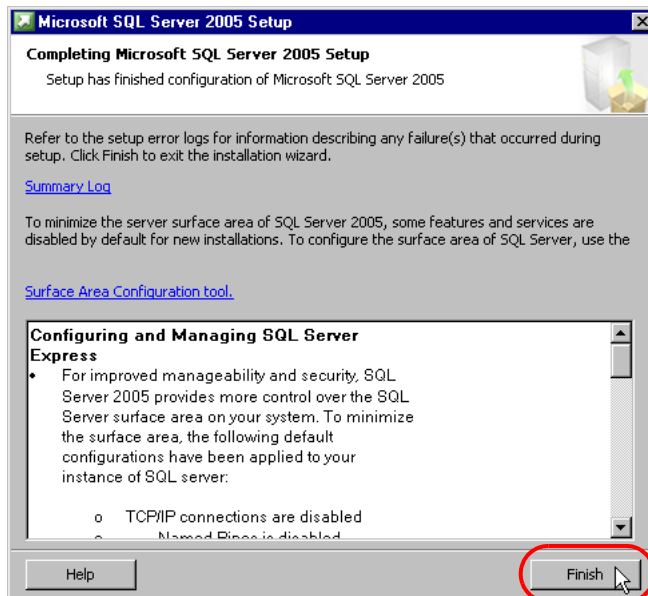 Microsoft SQL Server 2005 Setup
Completing Microsoft SQL Server 2005 Setup
Setup has finished configuration of Microsoft SQL Server 2005
Refer to the setup error logs for information describing any failure(s) that occurred during
setup. Click Finish to exit the installation wizard.
Summary Log
To minimize the server surface area of SQL Server 2005, some features and services are
disabled by default for new installations. To configure the surface area of SQL Server, use the
Surface Area Configuration tool.
Configuring and Managing SQL Server
Express
• For improved manageability and security, SQL
Server 2005 provides more control over the SQL
Server surface area on your system. To minimize
the surface area, the following default
configurations have been applied to your
instance of SQL server:
o TCP/IP connections are disabled
o Named Pipes is disabled
Help
Finish